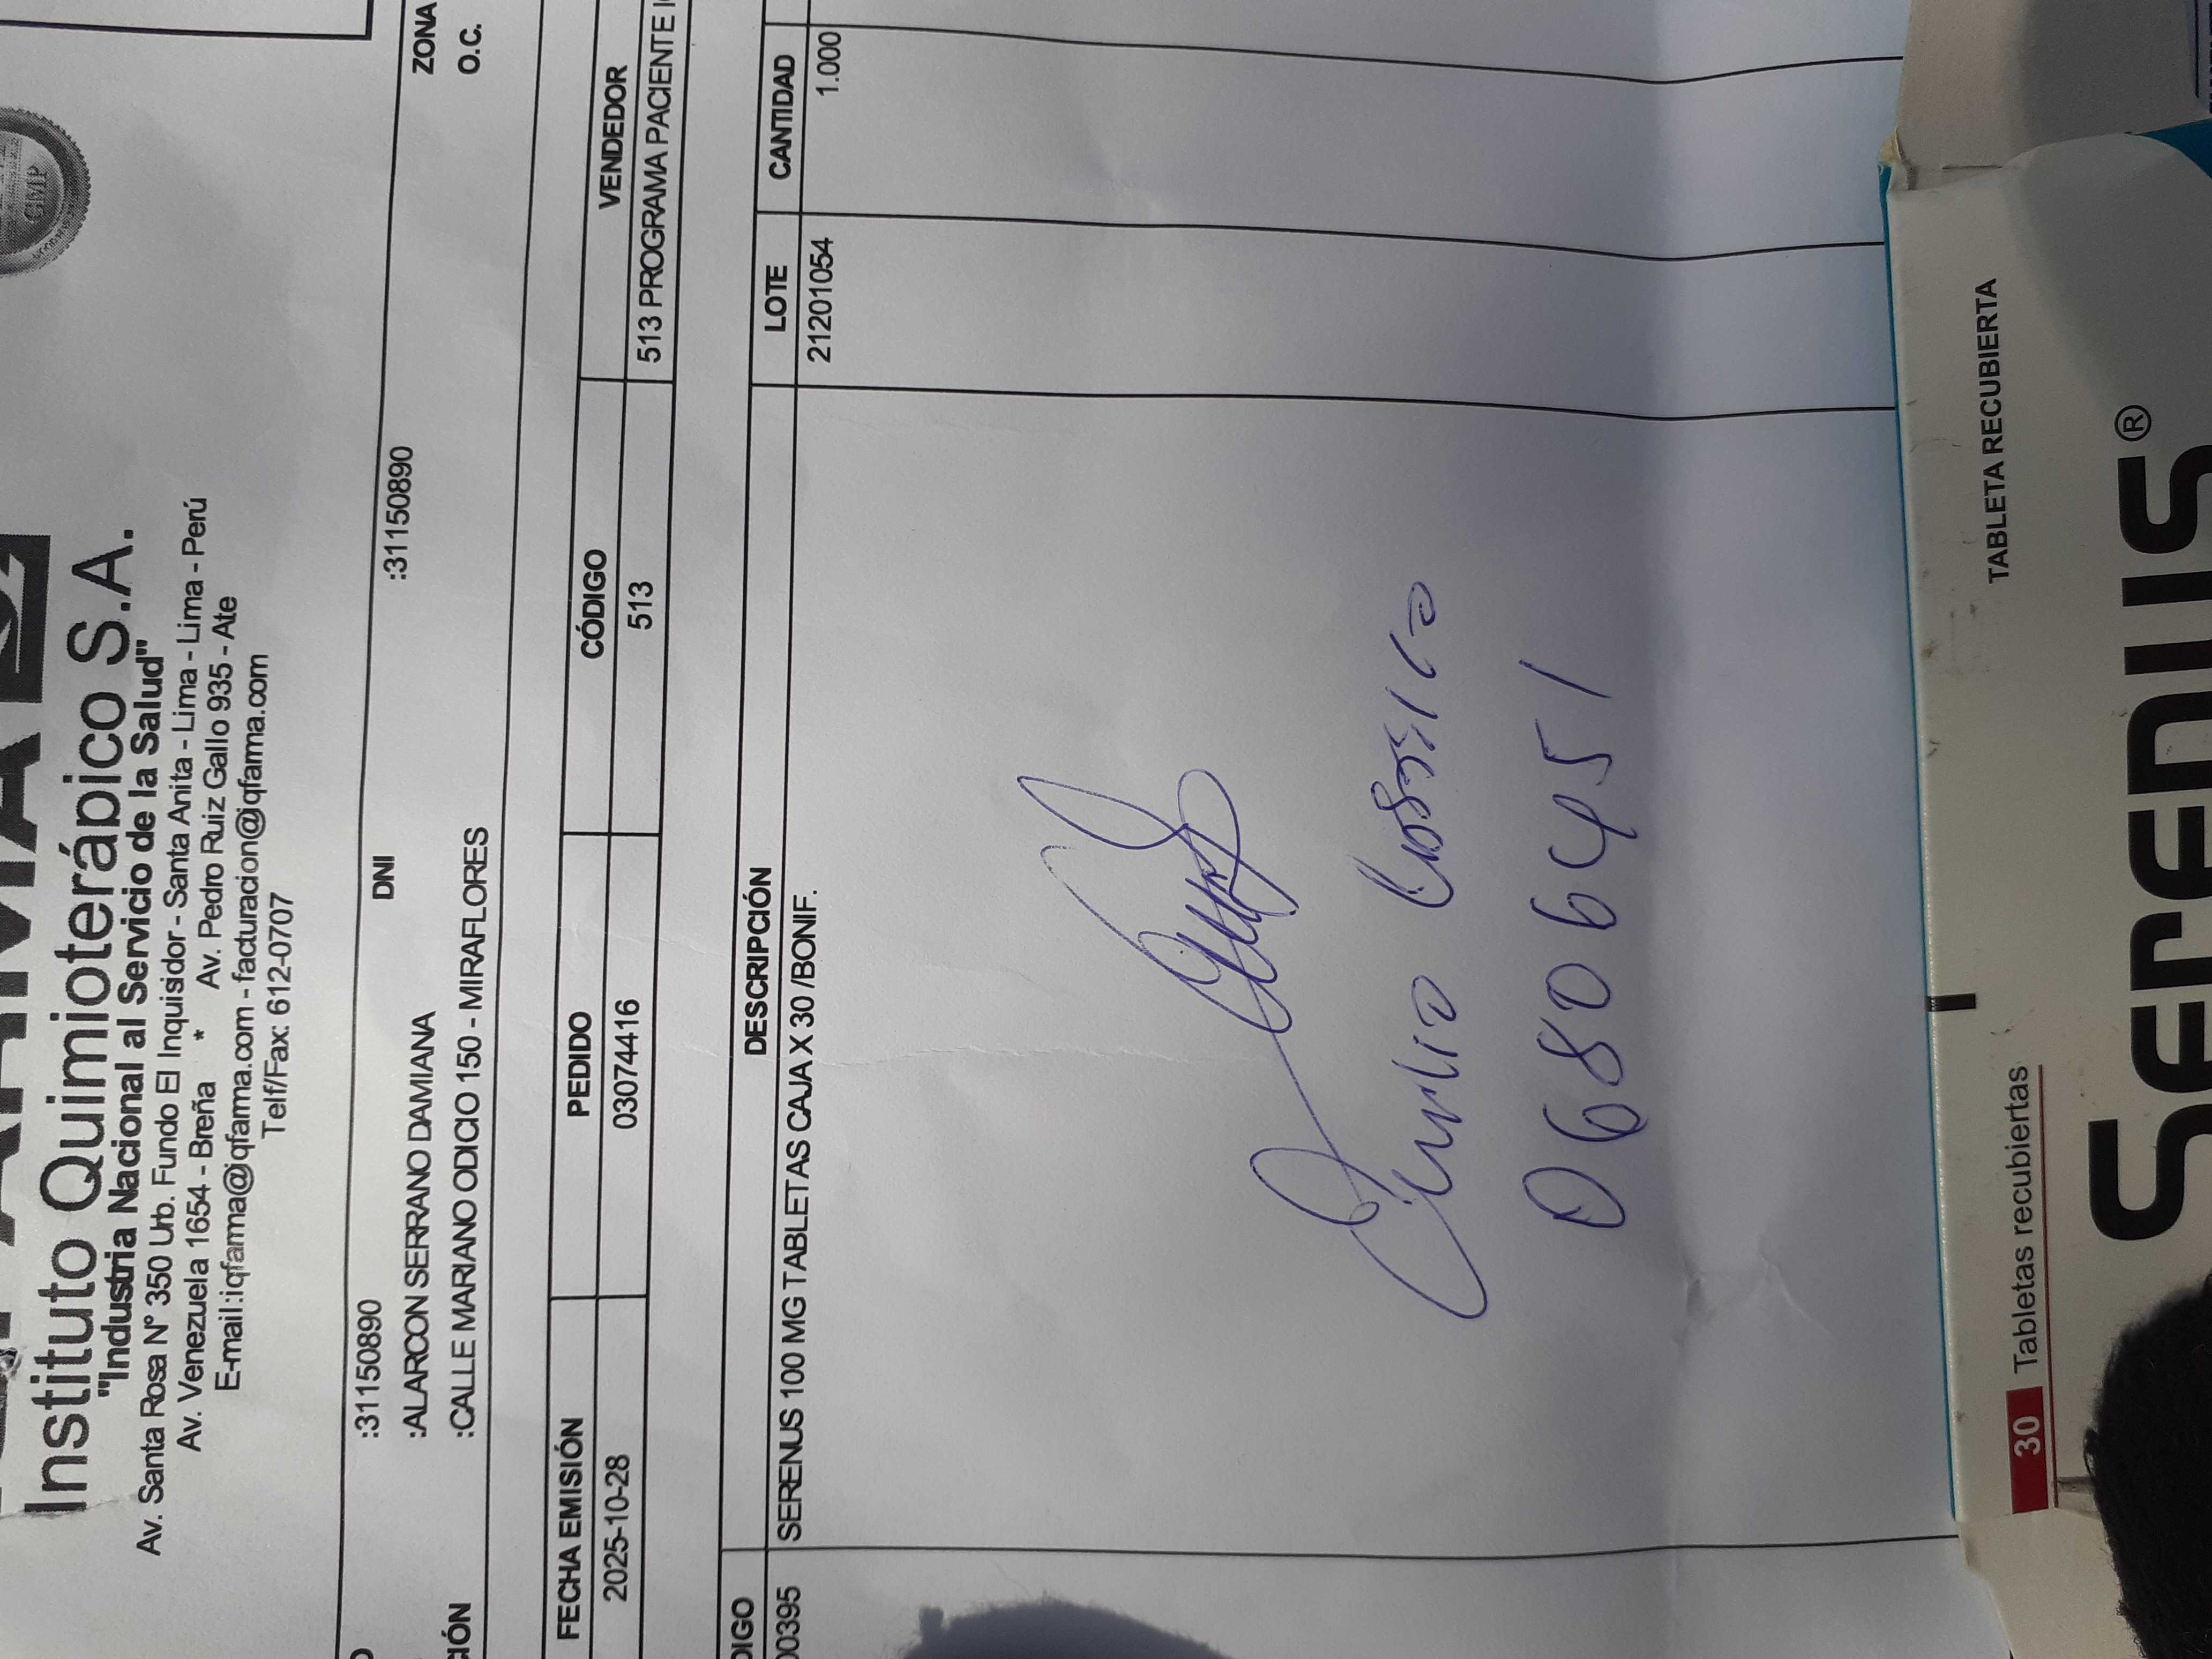 Instituto Quimioterápico S.A.
"Industria Nacional al Servicio de la Salud"
Av. Santa Rosa N° 350 Urb. Fundo El Inquisidor - Santa Anita - Lima - Lima - Perú
Av. Venezuela 1654 - Breña * Av. Pedro Ruiz Gallo 935 - Ate
E-mail:iqfarma@iqfarma.com - facturacion@iqfarma.com
Telf/Fax: 612-0707
:31150890 DNI :31150890
:ALARCON SERRANO DAMIANA ZONA
:CALLE MARIANO ODICIO 150 - MIRAFLORES O.C.
FECHA EMISIÓN PEDIDO CÓDIGO VENDEDOR
2025-10-28 03074416 513 513 PROGRAMA PACIENTE
DESCRIPCIÓN LOTE CANTIDAD
00395 SERENUS 100 MG TABLETAS CAJA X 30 /BONIF. 21201054 1.000
06806451
30 Tabletas recubiertas TABLETA RECUBIERTA
Serenus®